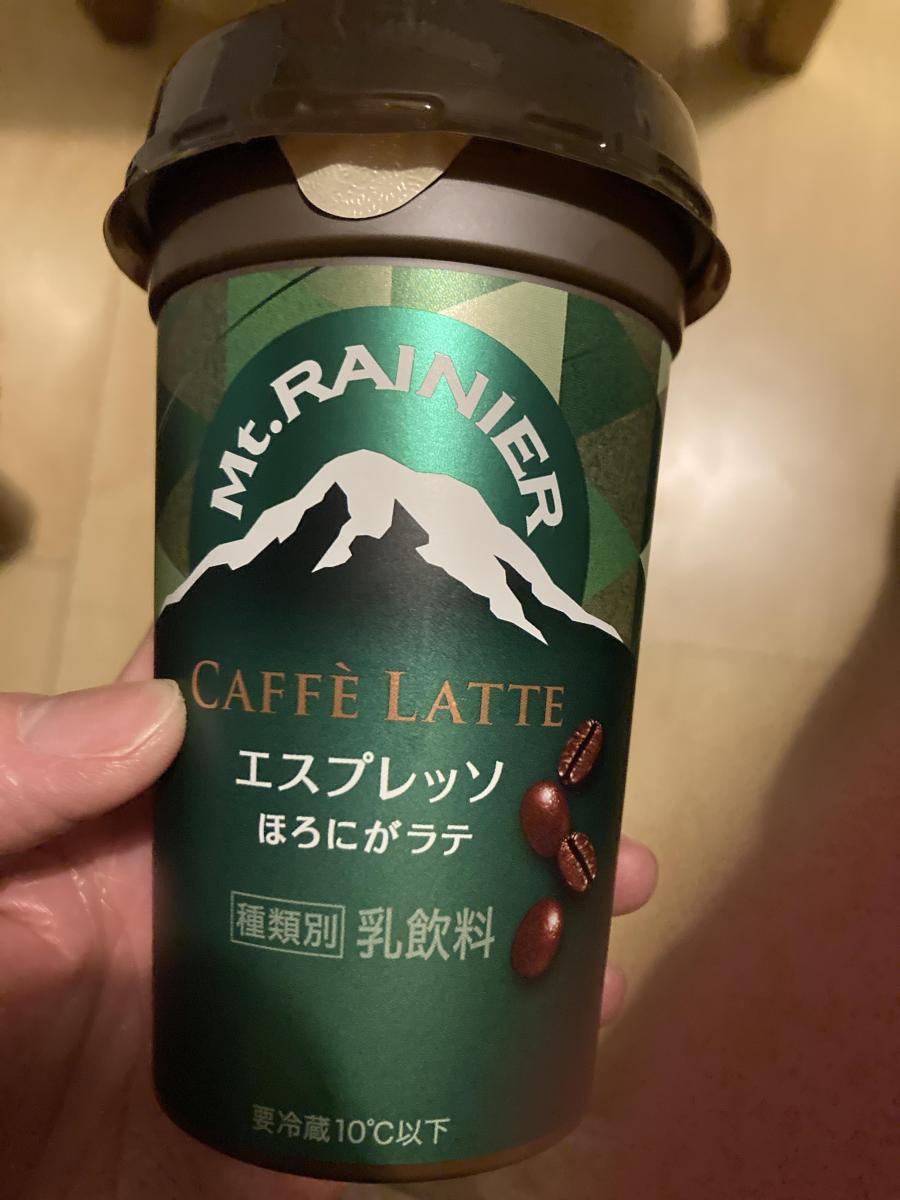 Mt.RAINIER
CAFFÈ LATTE
エスプレッソ
ほろにがラテ
種類別 乳飲料
要冷蔵10℃以下